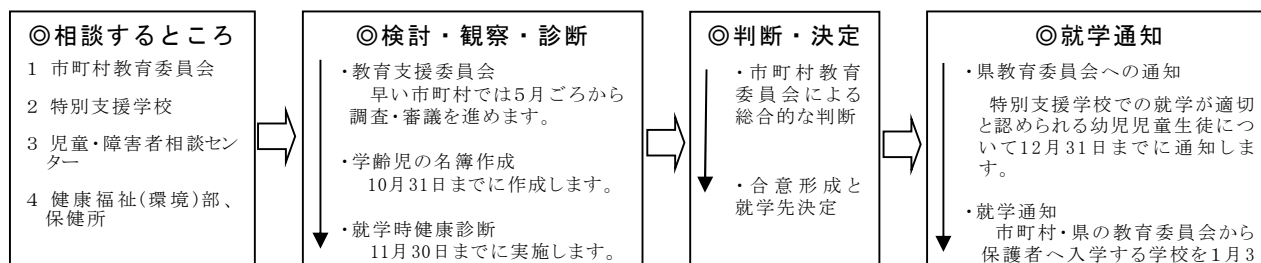 ◎相談するところ
1 市町村教育委員会
2 特別支援学校
3 児童・障害者相談セン
ター
4 健康福祉(環境)部、
保健所
◎検討・観察・診断
・教育支援委員会
早い市町村では5月ごろから
調査・審議を進めます。
・学齢児の名簿作成
10月31日までに作成します。
・就学時健康診断
11月30日までに実施します。
◎判断・決定
・市町村教育
委員会による
総合的な判断
・合意形成と
就学先決定
◎就学通知
・県教育委員会への通知
特別支援学校での就学が適切
と認められる幼児児童生徒につ
いて12月31日までに通知しま
す。
・就学通知
市町村・県の教育委員会から
保護者へ入学する学校を1月3